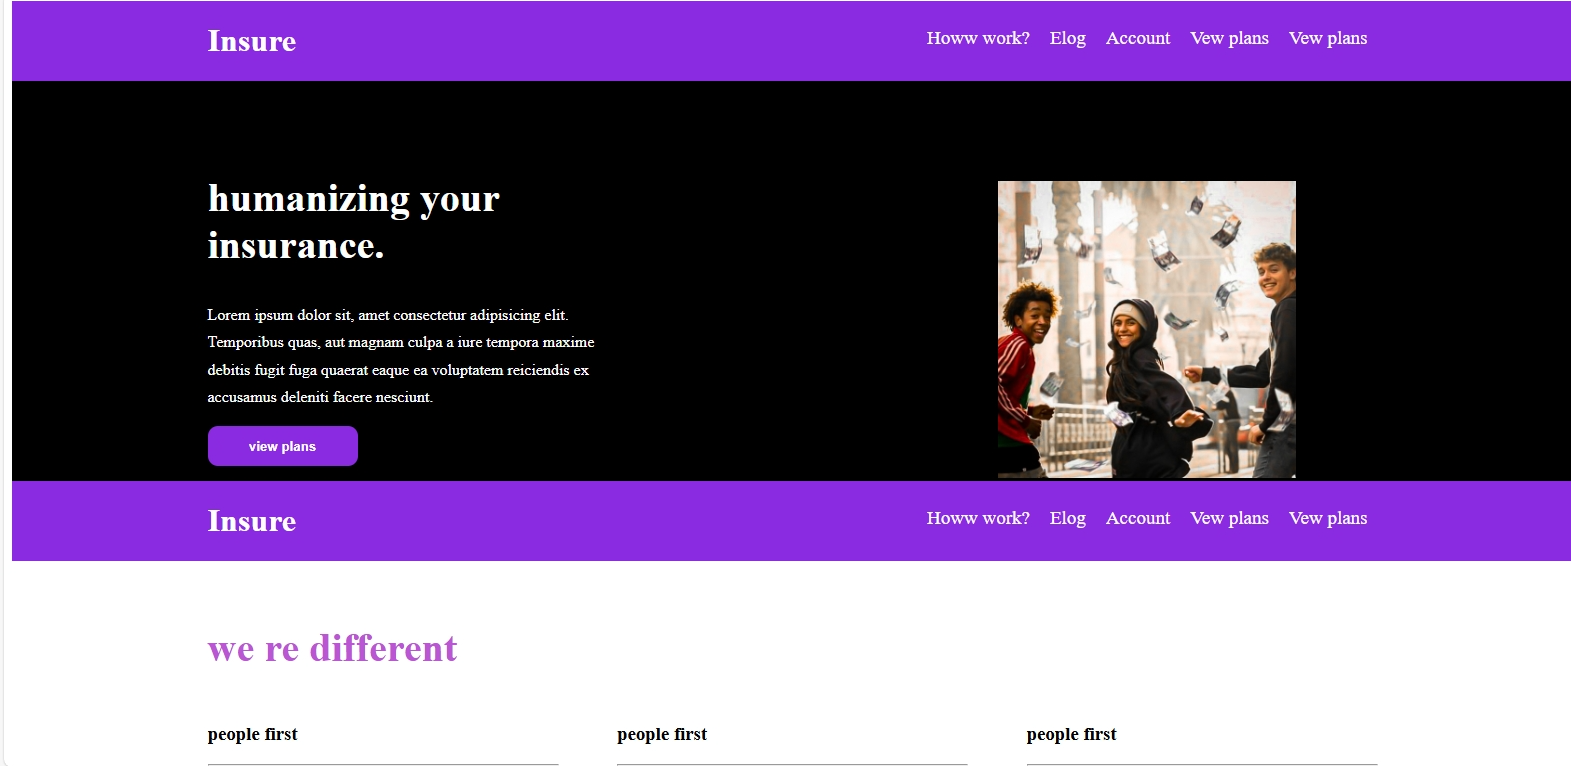 Insure
Howw work? Elog Account Vew plans Vew plans
humanizing your
insurance.
Lorem ipsum dolor sit, amet consectetur adipisicing elit.
Temporibus quas, aut magnam culpa a iure tempora maxime
debitis fugit fuga quaerat eaque ea voluptatem reiciendis ex
accusamus deleniti facere nesciunt.
view plans
Insure
Howw work? Elog Account Vew plans Vew plans
we re different
people first
people first
people first